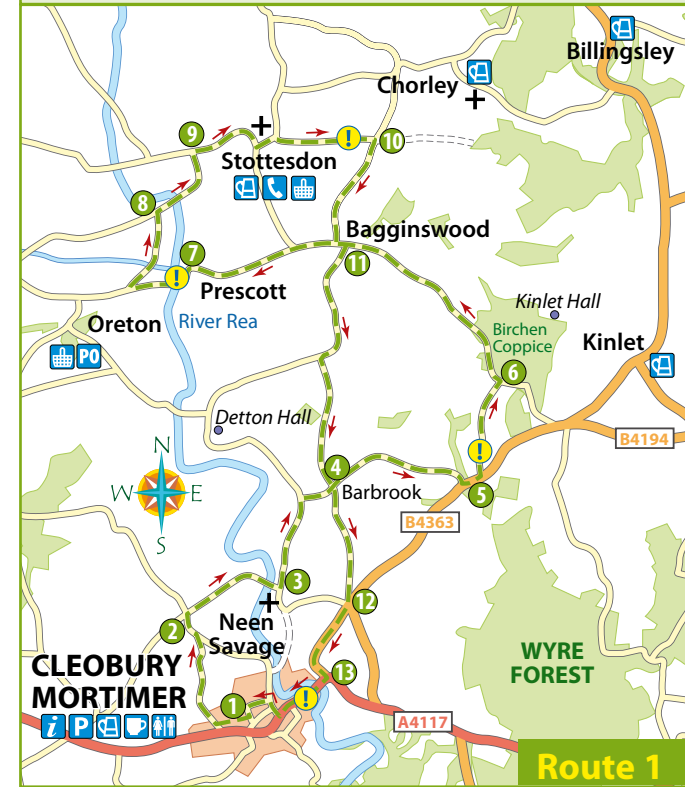 Billingsley
Chorley
9
!
10
Stottesdon
8
Bagginswood
7
11
!
Prescott
Kinlet Hall
Oreton
River Rea
Birchen
Coppice
Kinlet
PO
6
Detton Hall
B4194
N
!
4
W
E
Barbrook
5
S
B4363
3
12
2
Neen
Savage
WYRE
FOREST
CLEOBURY
MORTIMER
13
1
!
i
P
A4117
Route 1